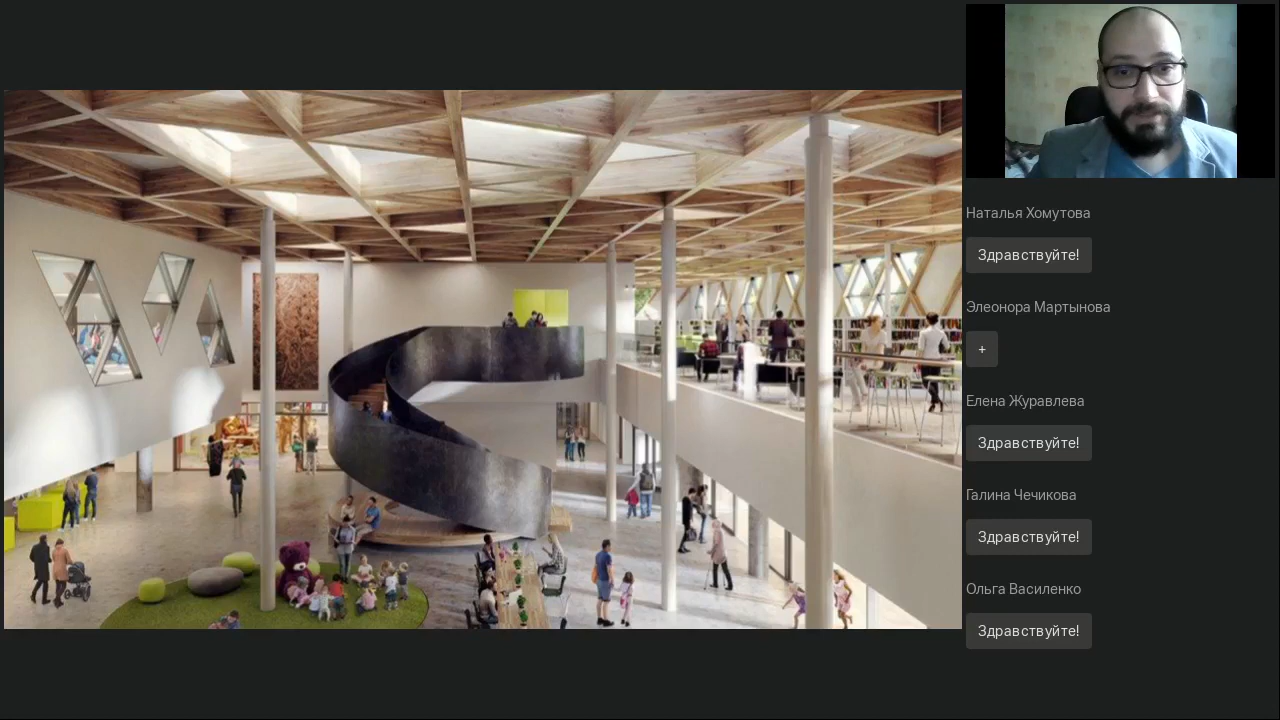 Наталья Хомутова
Здравствуйте!
Элеонора Мартынова
+
Елена Журавлева
Здравствуйте!
Галина Чечикова
Здравствуйте!
Ольга Василенко
Здравствуйте!